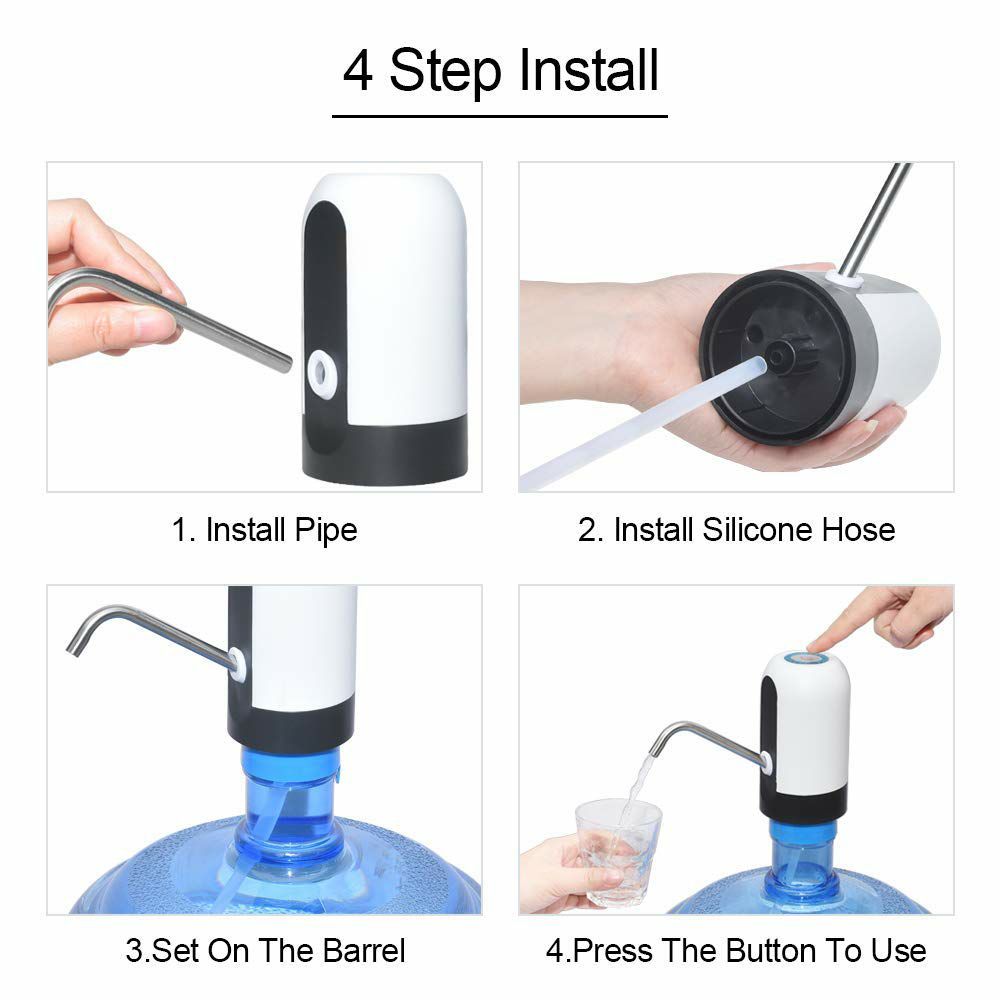 4 Step Install
1. Install Pipe
2. Install Silicone Hose
3.Set On The Barrel
4.Press The Button To Use